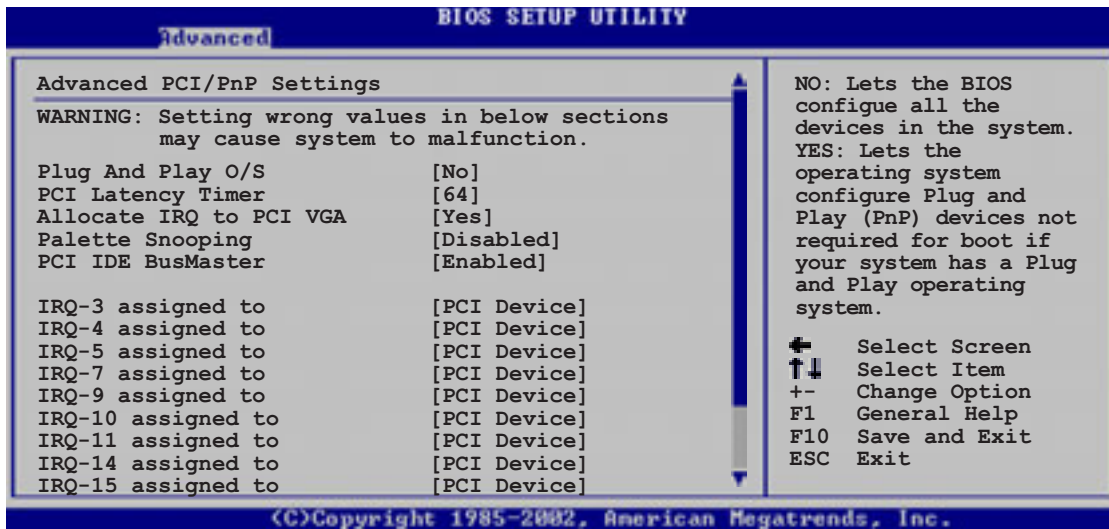 BIOS SETUP UTILITY
Advanced
Advanced PCI/PnP Settings
WARNING: Setting wrong values in below sections
may cause system to malfunction.
Plug And Play O/S [No]
PCI Latency Timer [64]
Allocate IRQ to PCI VGA [Yes]
Palette Snooping [Disabled]
PCI IDE BusMaster [Enabled]
IRQ-3 assigned to [PCI Device]
IRQ-4 assigned to [PCI Device]
IRQ-5 assigned to [PCI Device]
IRQ-7 assigned to [PCI Device]
IRQ-9 assigned to [PCI Device]
IRQ-10 assigned to [PCI Device]
IRQ-11 assigned to [PCI Device]
IRQ-14 assigned to [PCI Device]
IRQ-15 assigned to [PCI Device]
NO: Lets the BIOS
configue all the
devices in the system.
YES: Lets the
operating system
configure Plug and
Play (PnP) devices not
required for boot if
your system has a Plug
and Play operating
system.
← Select Screen
↑↓ Select Item
+- Change Option
F1 General Help
F10 Save and Exit
ESC Exit
(C)Copyright 1985-2002, American Megatrends, Inc.